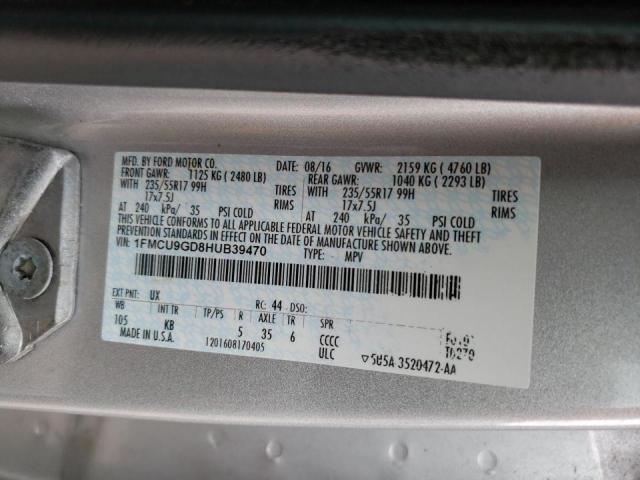 MFD. BY FORD MOTOR CO. DATE: 08/16 GVWR: 2159 KG ( 4760 LB)
FRONT GAWR: 1125 KG ( 2480 LB) REAR GAWR: 1040 KG ( 2293 LB)
WITH 235/55R17 99H TIRES WITH 235/55R17 99H TIRES
17x7.5J RIMS 17x7.5J RIMS
AT 240 kPa/ 35 PSI COLD AT 240 kPa/ 35 PSI COLD
THIS VEHICLE CONFORMS TO ALL APPLICABLE FEDERAL MOTOR VEHICLE SAFETY AND THEFT PREVENTION STANDARDS IN EFFECT ON THE DATE OF MANUFACTURE SHOWN ABOVE.
VIN: 1FMCU9GD8HUB39470 TYPE: MPV
EXT PNT: UX RC: 44 DSO:
WB INT TR TP/PS R AXLE TR SPR
105 KB 5 35 6 CCCC
MADE IN U.S.A. 1201608170405 ULC 5U5A 3520472-AA